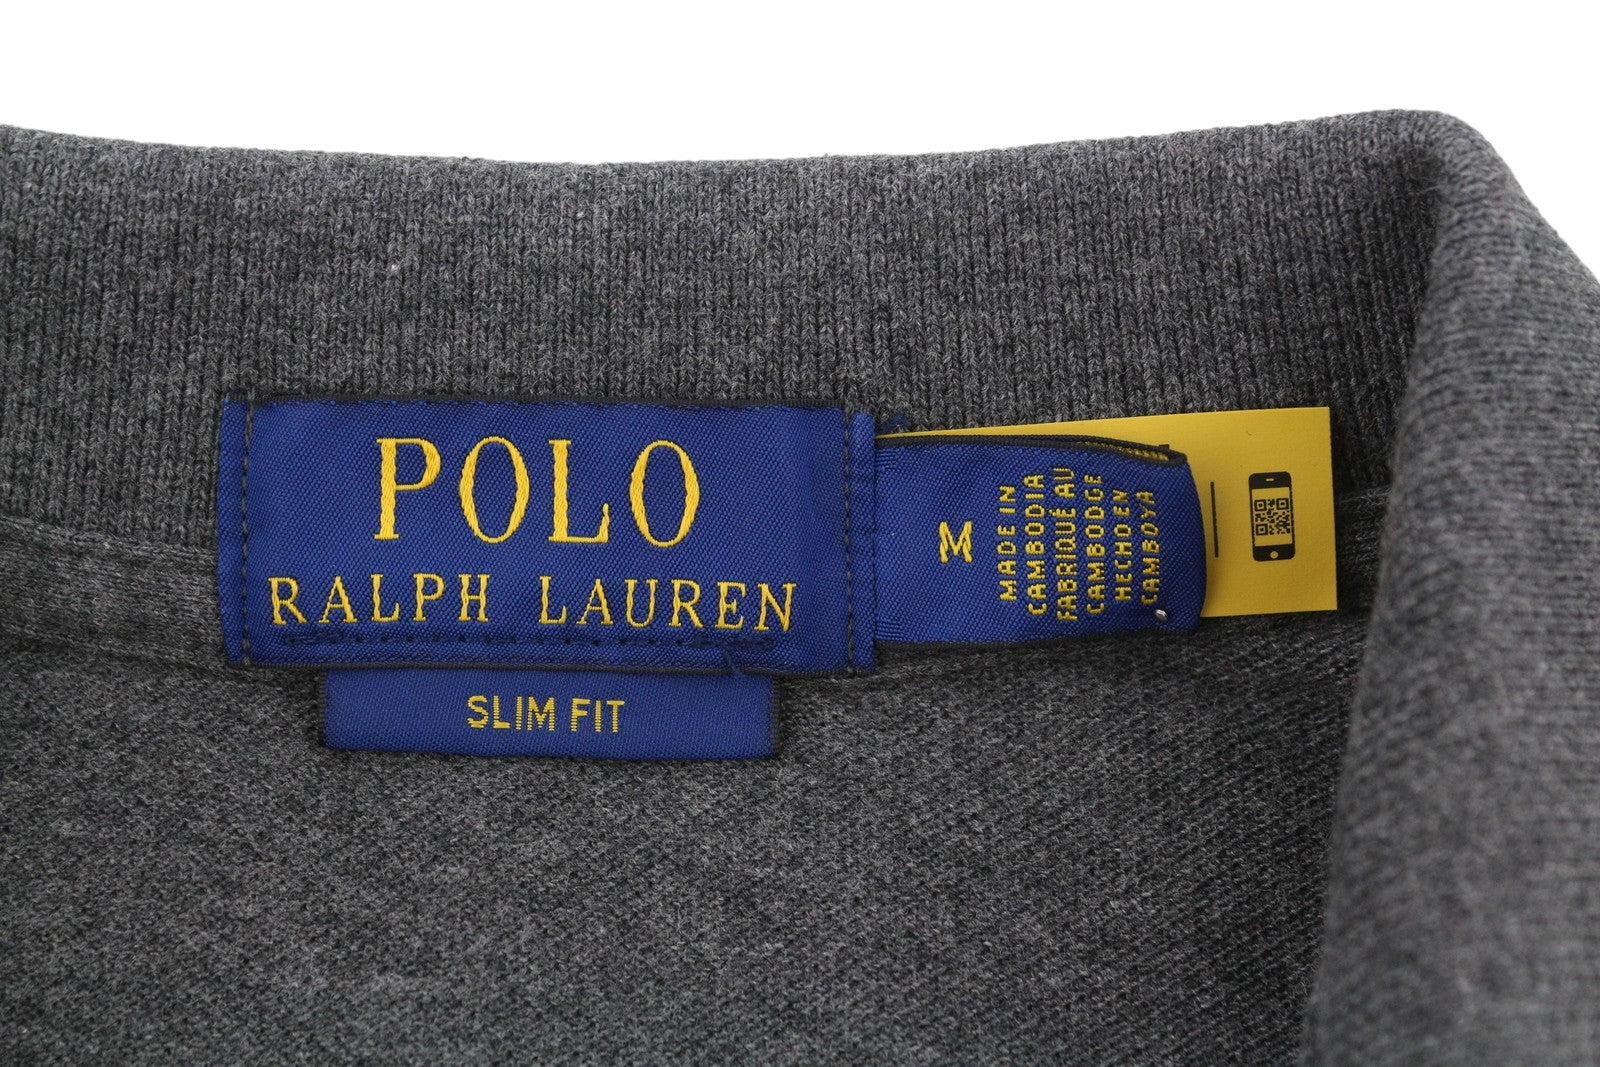 POLO
RALPH LAUREN
SLIM FIT
M
MADE IN
CAMBODIA
FABRIQUÉ AU
CAMBODGE
HECHO EN
CAMBOYA